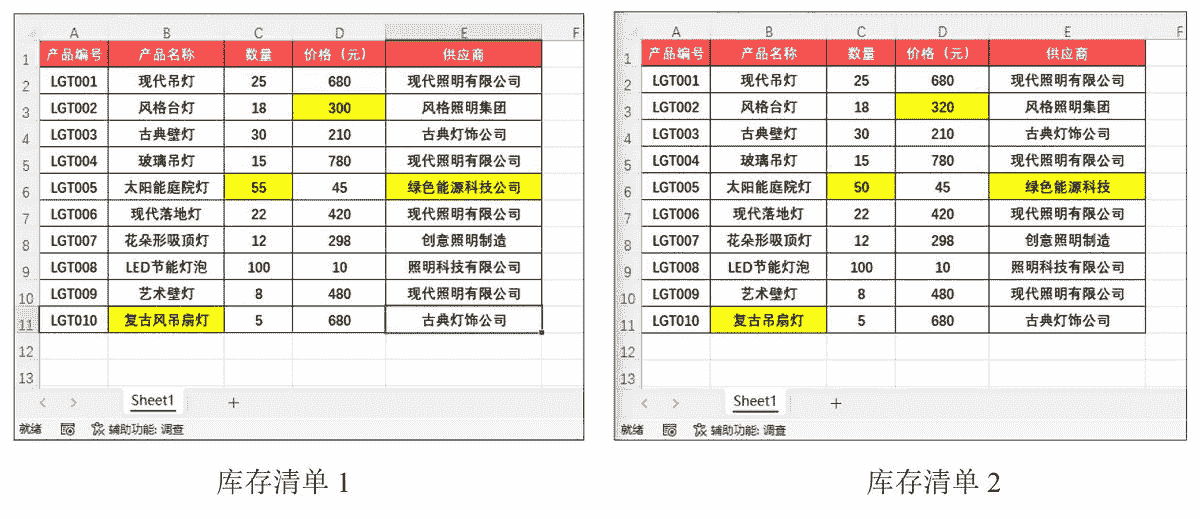 A B C D E F
1 产品编号 产品名称 数量 价格（元） 供应商
2 LGT001 现代吊灯 25 680 现代照明有限公司
3 LGT002 风格台灯 18 300 风格照明集团
4 LGT003 古典壁灯 30 210 古典灯饰公司
5 LGT004 玻璃吊灯 15 780 现代照明有限公司
6 LGT005 太阳能庭院灯 55 45 绿色能源科技公司
7 LGT006 现代落地灯 22 420 现代照明有限公司
8 LGT007 花朵形吸顶灯 12 298 创意照明制造
9 LGT008 LED节能灯泡 100 10 照明科技有限公司
10 LGT009 艺术壁灯 8 480 现代照明有限公司
11 LGT010 复古风吊扇灯 5 680 古典灯饰公司
12
13
Sheet1 +
就绪 辅助功能: 调查
库存清单 1
A B C D E F
1 产品编号 产品名称 数量 价格（元） 供应商
2 LGT001 现代吊灯 25 680 现代照明有限公司
3 LGT002 风格台灯 18 320 风格照明集团
4 LGT003 古典壁灯 30 210 古典灯饰公司
5 LGT004 玻璃吊灯 15 780 现代照明有限公司
6 LGT005 太阳能庭院灯 50 45 绿色能源科技
7 LGT006 现代落地灯 22 420 现代照明有限公司
8 LGT007 花朵形吸顶灯 12 298 创意照明制造
9 LGT008 LED节能灯泡 100 10 照明科技有限公司
10 LGT009 艺术壁灯 8 480 现代照明有限公司
11 LGT010 复古吊扇灯 5 680 古典灯饰公司
12
13
Sheet1 +
就绪 辅助功能: 调查
库存清单 2